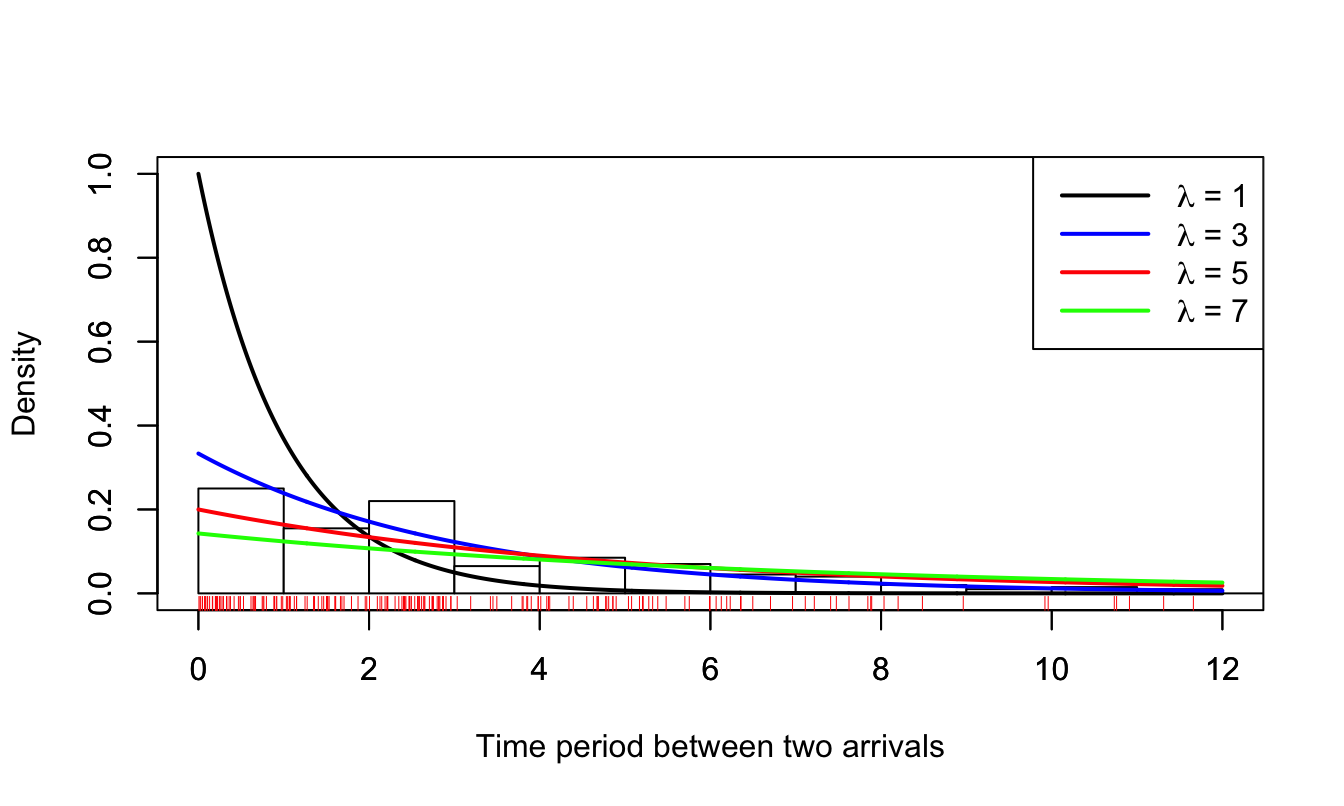 1.0
0.8
0.6
0.4
0.2
0.0
Density
λ = 1
λ = 3
λ = 5
λ = 7
0 2 4 6 8 10 12
Time period between two arrivals